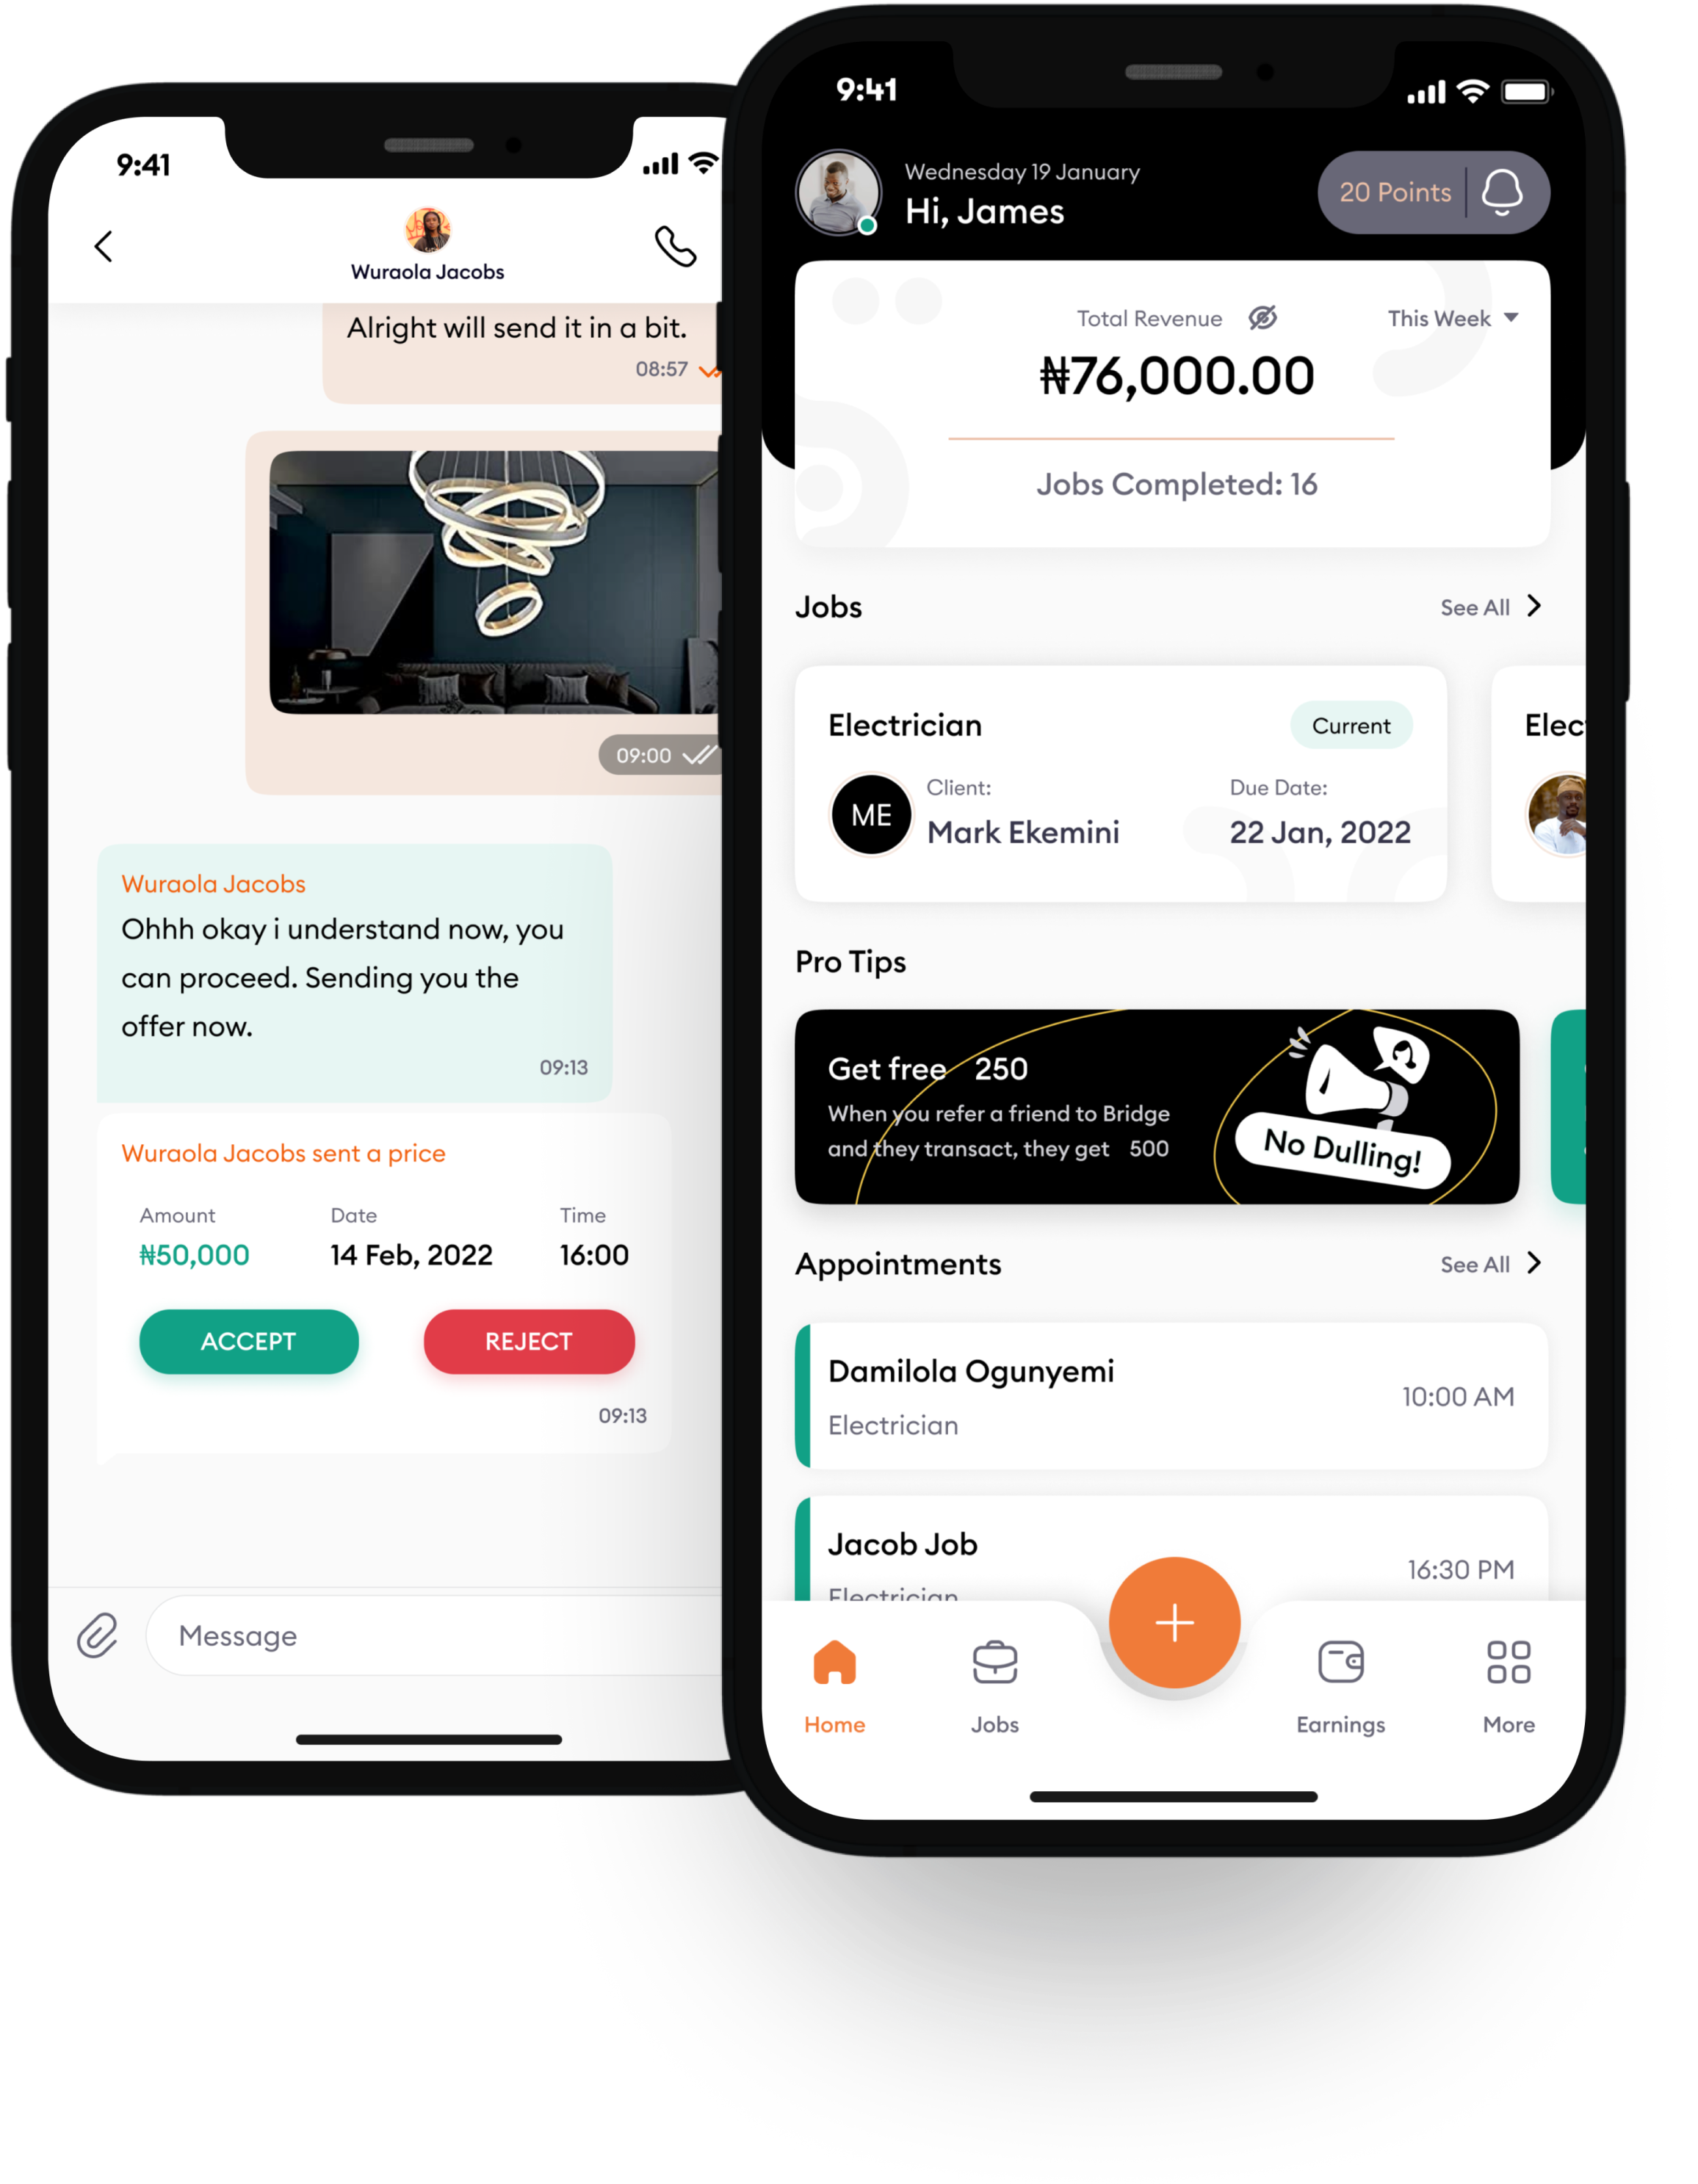 9:41
Wuraola Jacobs
Alright will send it in a bit.
08:57
09:00
Wuraola Jacobs
Ohhh okay i understand now, you
can proceed. Sending you the
offer now.
09:13
Wuraola Jacobs sent a price
Amount Date Time
₦50,000 14 Feb, 2022 16:00
ACCEPT REJECT
09:13
Message
9:41
Wednesday 19 January
Hi, James
20 Points
Total Revenue
This Week
₦76,000.00
Jobs Completed: 16
Jobs
See All
Electrician
Current
ME
Client:
Mark Ekemini
Due Date:
22 Jan, 2022
Elec
Pro Tips
Get free 250
When you refer a friend to Bridge
and they transact, they get 500
No Dulling!
Appointments
See All
Damilola Ogunyemi
Electrician
10:00 AM
Jacob Job
Electrician
16:30 PM
Home
Jobs
Earnings
More